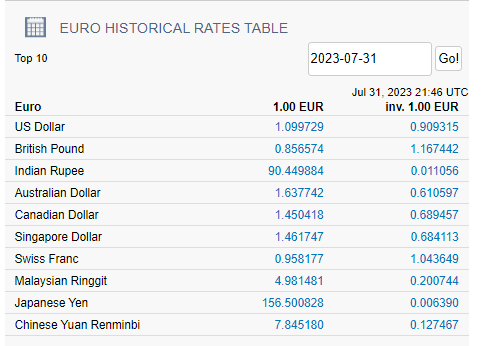 EURO HISTORICAL RATES TABLE
Top 10 2023-07-31 Go!
Jul 31, 2023 21:46 UTC
Euro 1.00 EUR inv. 1.00 EUR
US Dollar 1.099729 0.909315
British Pound 0.856574 1.167442
Indian Rupee 90.449884 0.011056
Australian Dollar 1.637742 0.610597
Canadian Dollar 1.450418 0.689457
Singapore Dollar 1.461747 0.684113
Swiss Franc 0.958177 1.043649
Malaysian Ringgit 4.981481 0.200744
Japanese Yen 156.500828 0.006390
Chinese Yuan Renminbi 7.845180 0.127467